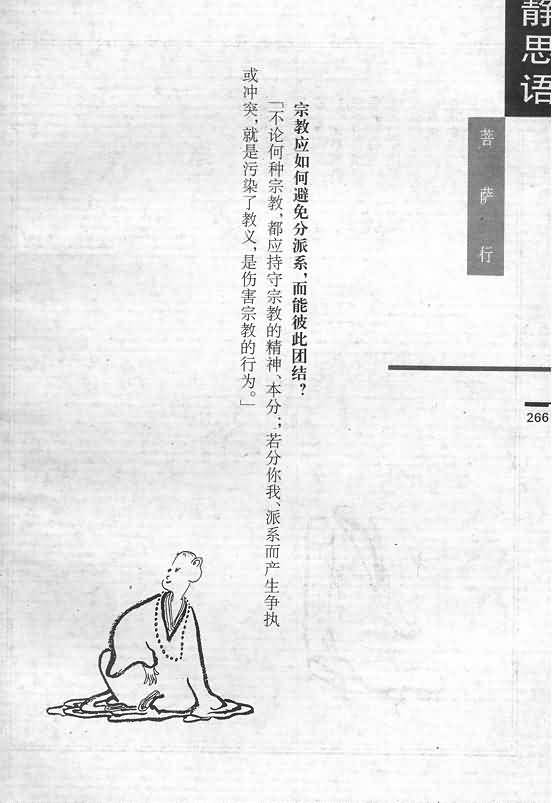 静思语
菩萨行
266
宗教应如何避免分派系，而能彼此团结？
「不论何种宗教，都应持守宗教的精神、本分；若分你我、派系而产生争执
或冲突，就是污染了教义，是伤害宗教的行为。」